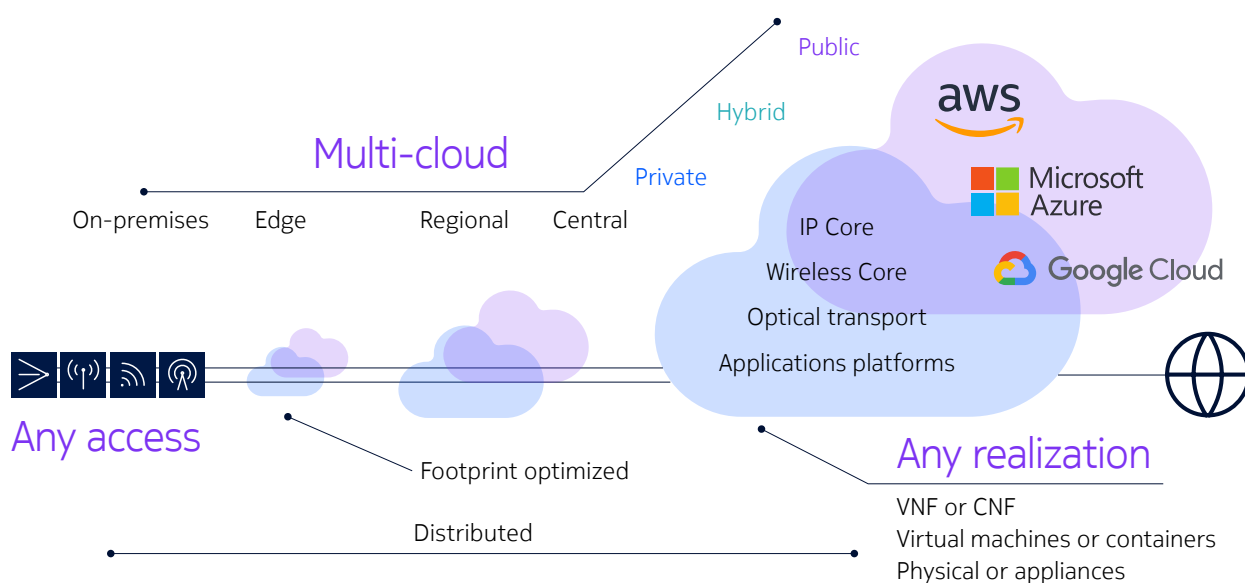 Public
aws
Hybrid
Multi-cloud
Private
Microsoft
Azure
On-premises
Edge
Regional
Central
IP Core
Wireless Core
Google Cloud
Optical transport
Applications platforms
Any access
Any realization
Footprint optimized
VNF or CNF
Distributed
Virtual machines or containers
Physical or appliances